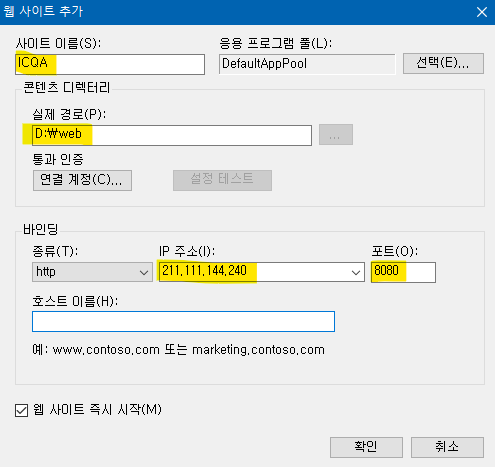 웹 사이트 추가
사이트 이름(S): 응용 프로그램 풀(L):
ICQA DefaultAppPool 선택(E)...
콘텐츠 디렉터리
실제 경로(P):
D:₩web ...
통과 인증
연결 계정(C)... 설정 테스트
바인딩
종류(T): IP 주소(I): 포트(O):
http 211,111,144,240 8080
호스트 이름(H):
예: www.contoso.com 또는 marketing.contoso.com
웹 사이트 즉시 시작(M)
확인 취소